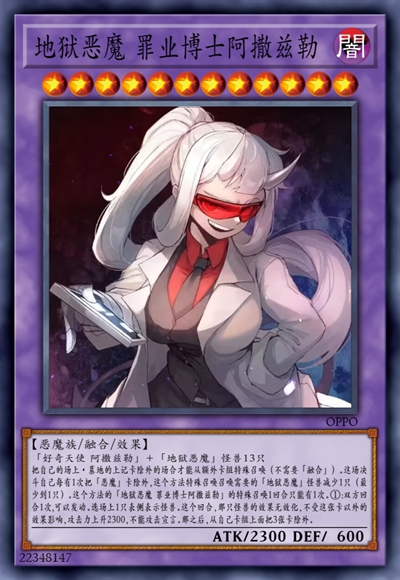 地狱恶魔 罪业博士阿撒兹勒
闇
OPPO
【恶魔族/融合/效果】
「好奇天使 阿撒兹勒」+「地狱恶魔」怪兽13只
把自己的场上·墓地的上记卡除外的场合才能从额外卡组特殊召唤(不需要「融合」)。这场决
斗自己每有1次把「恶魔」卡除外,这个方法特殊召唤需要的「地狱恶魔」怪兽减少1只(最
少到1只)。这个方法的「地狱恶魔 罪业博士阿撒兹勒」的特殊召唤1回合只能有1次。①:双方回
合1次,可以发动。选场上1只表侧表示怪兽。这个回合,那只怪兽的效果无效化,不受这张卡以外的
效果影响,攻击力上升2300,不能攻击宣言。那之后,从自己卡组上面把3张卡除外。
ATK/2300 DEF/ 600
22348147